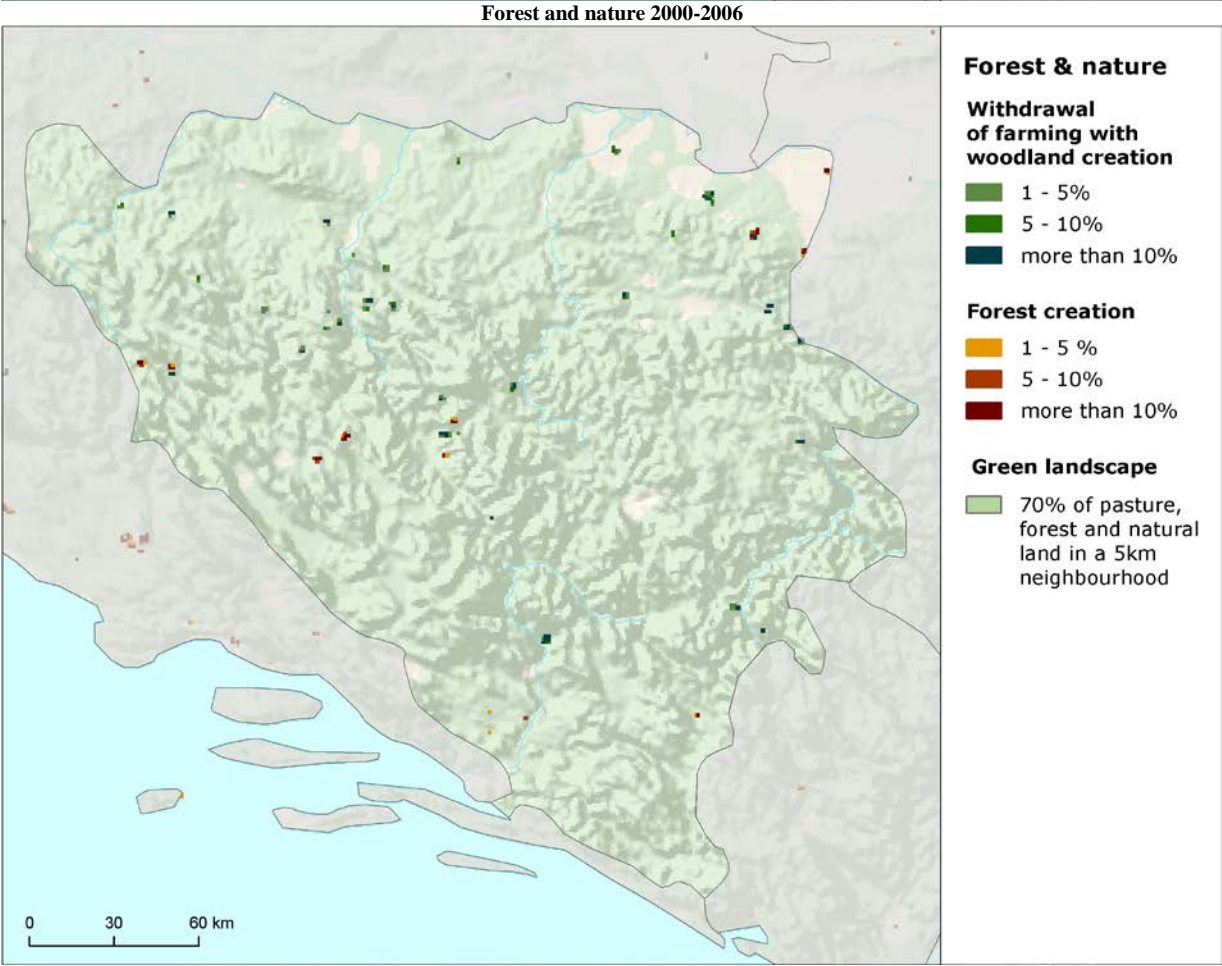 Forest and nature 2000-2006
Forest & nature
Withdrawal
of farming with
woodland creation
1 - 5%
5 - 10%
more than 10%
Forest creation
1 - 5 %
5 - 10%
more than 10%
Green landscape
70% of pasture,
forest and natural
land in a 5km
neighbourhood
0 30 60 km